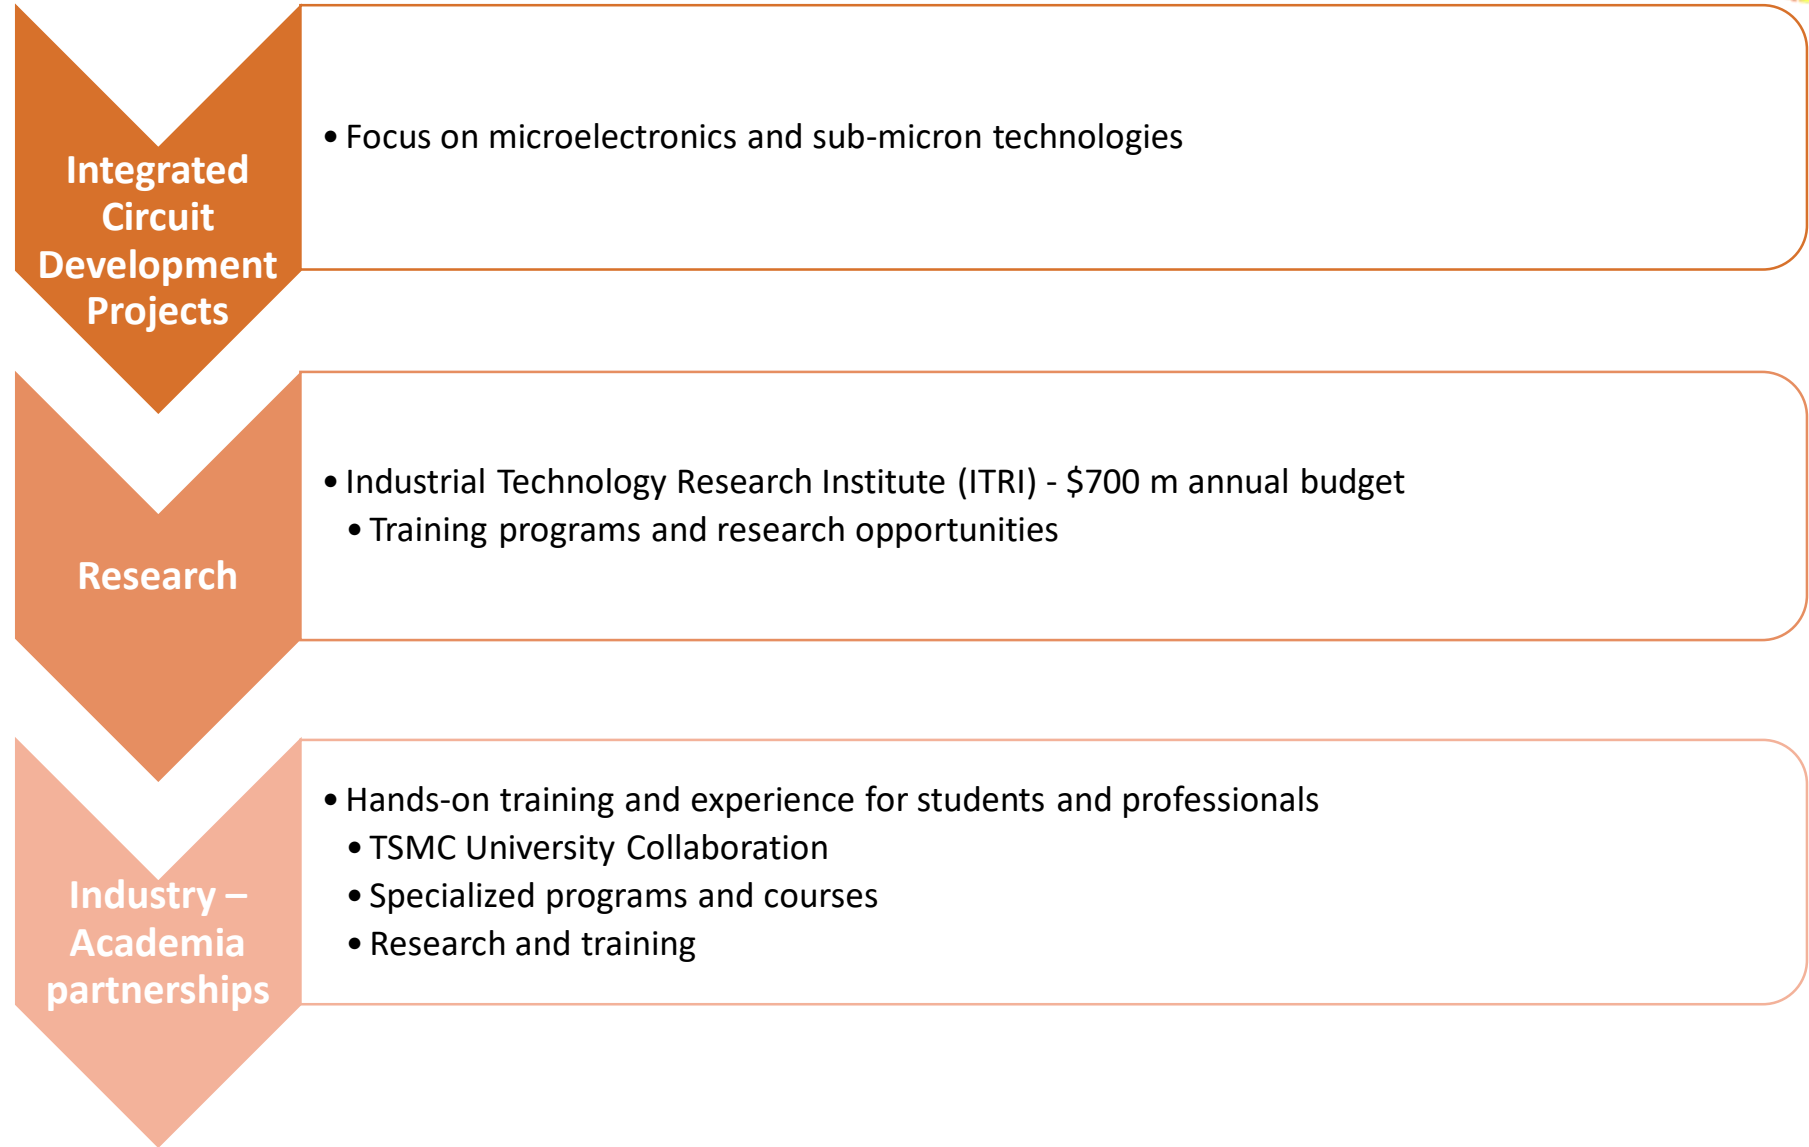 Integrated
Circuit
Development
Projects
• Focus on microelectronics and sub-micron technologies
Research
• Industrial Technology Research Institute (ITRI) - $700 m annual budget
• Training programs and research opportunities
Industry –
Academia
partnerships
• Hands-on training and experience for students and professionals
• TSMC University Collaboration
• Specialized programs and courses
• Research and training